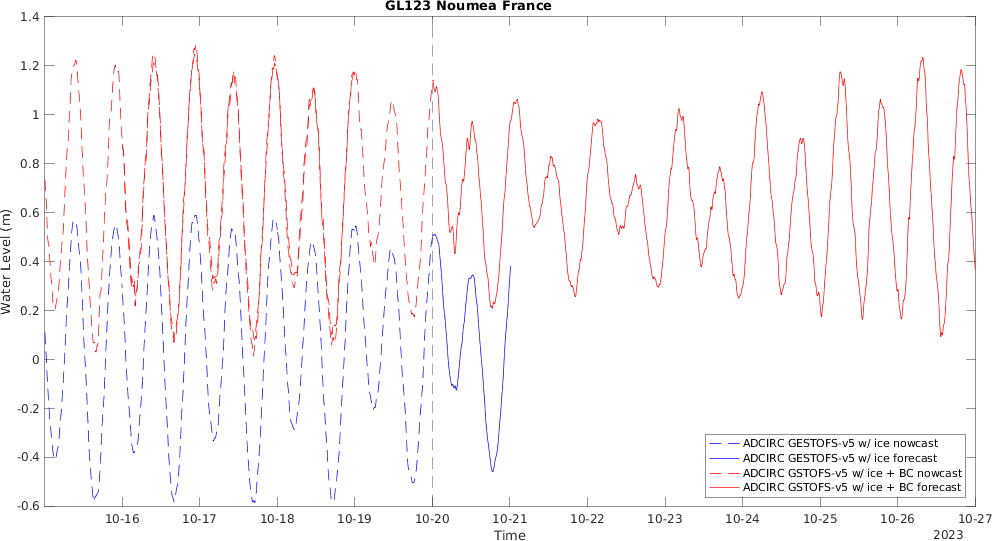 GL123 Noumea France
1.4
1.2
1
0.8
0.6
0.4
0.2
0
-0.2
-0.4
-0.6
Water Level (m)
ADCIRC GESTOFS-v5 w/ ice nowcast
ADCIRC GESTOFS-v5 w/ ice forecast
ADCIRC GSTOFS-v5 w/ ice + BC nowcast
ADCIRC GSTOFS-v5 w/ ice + BC forecast
10-16 10-17 10-18 10-19 10-20 10-21 10-22 10-23 10-24 10-25 10-26 10-27
Time 2023